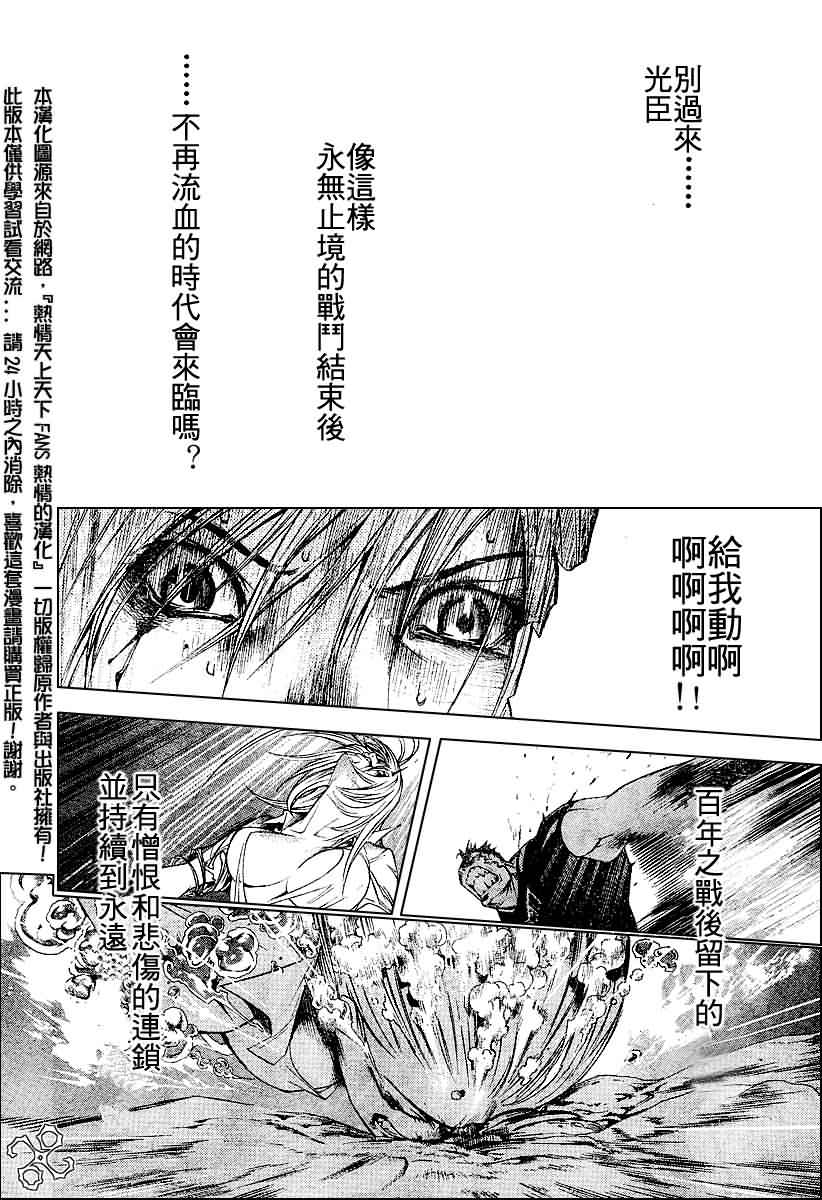 別過來……
光臣
像這樣
永無止境的戰鬥結束後
……不再流血的時代會來臨嗎？
給我動啊
啊啊啊啊!!
百年之戰後留下的
只有憎恨和悲傷的連鎖
並持續到永遠
本漢化圖源來自於網路，『熱情天上天下 FANS 熱情的漢化』一切版權歸原作者與出版社擁有！
此版本僅供學習試看交流... 請 24 小時之內消除，喜歡這套漫畫請購買正版！謝謝。